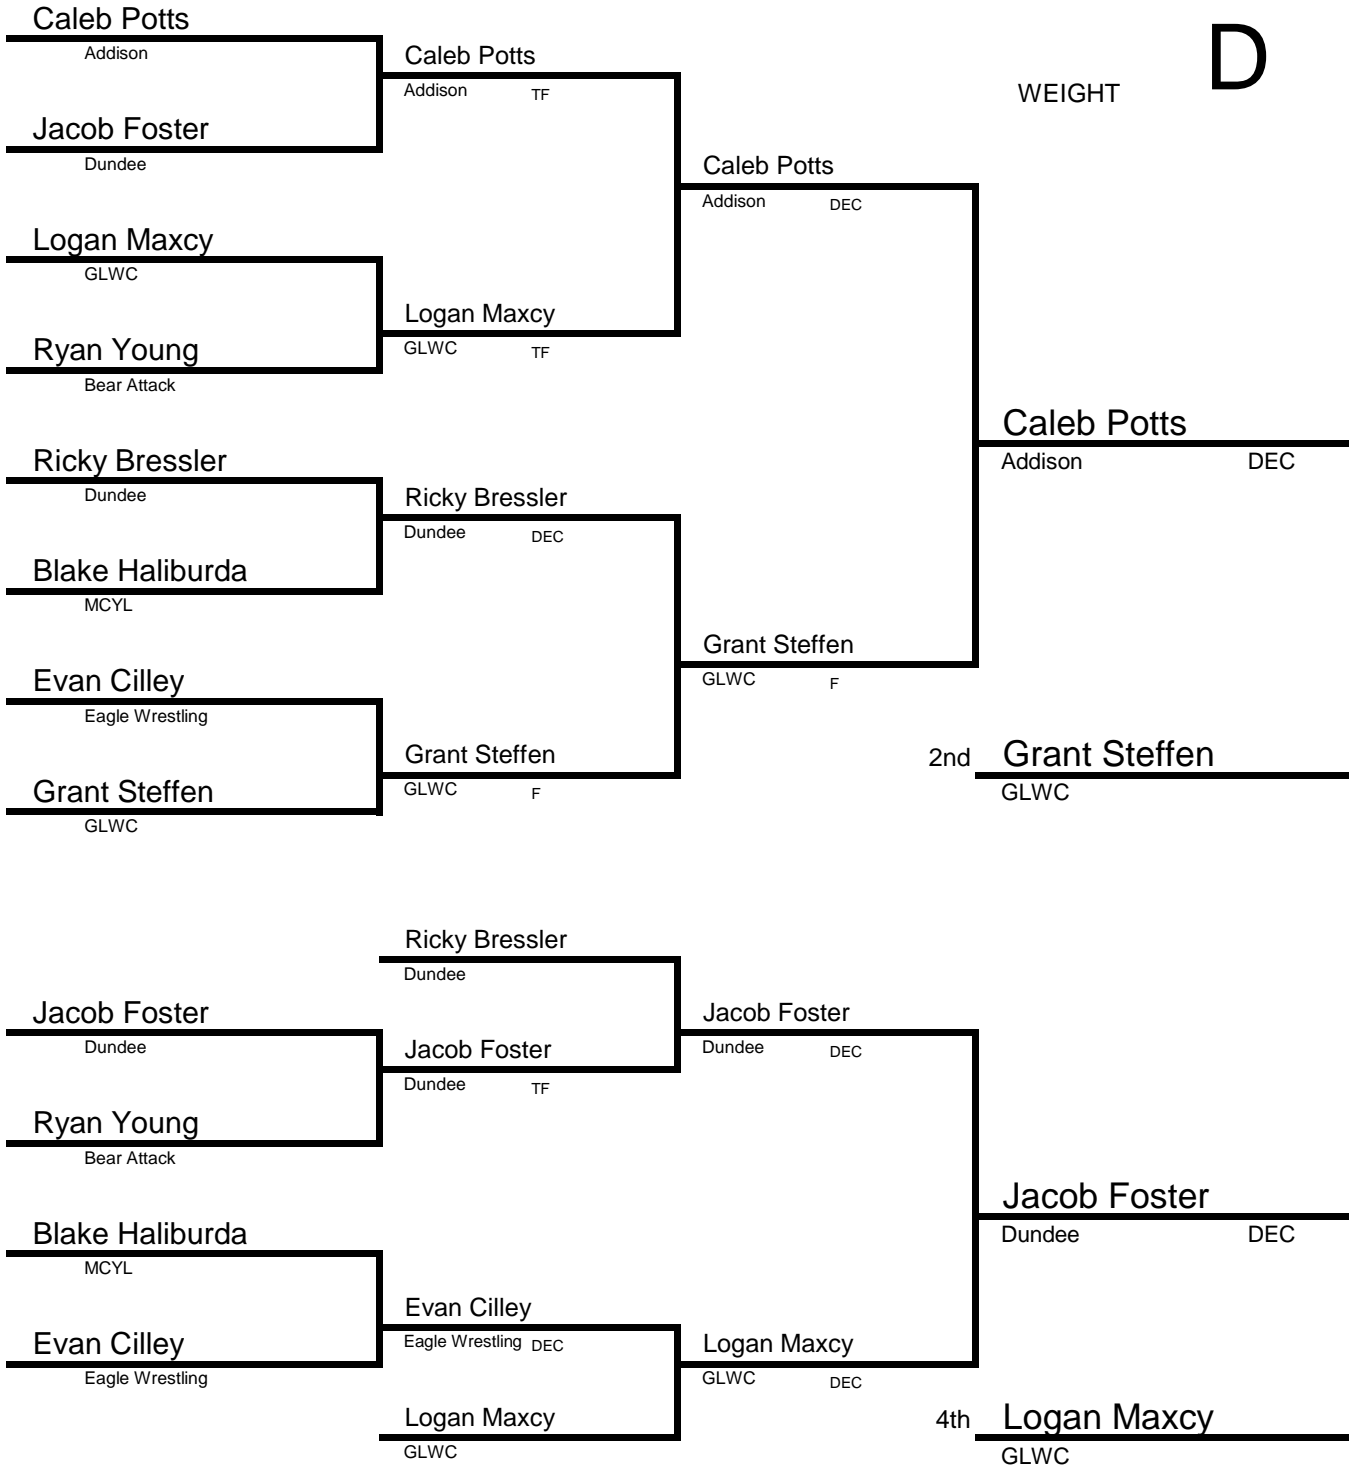 Caleb Potts
Addison
Caleb Potts
Addison TF
D
WEIGHT
Jacob Foster
Dundee
Caleb Potts
Addison DEC
Logan Maxcy
GLWC
Logan Maxcy
GLWC TF
Ryan Young
Bear Attack
Caleb Potts
Addison DEC
Ricky Bressler
Dundee
Ricky Bressler
Dundee DEC
Blake Haliburda
MCYL
Grant Steffen
GLWC F
Evan Cilley
Eagle Wrestling
Grant Steffen
GLWC F
2nd Grant Steffen
GLWC
Grant Steffen
GLWC
Ricky Bressler
Dundee
Jacob Foster
Dundee
Jacob Foster
Dundee DEC
Jacob Foster
Dundee TF
Ryan Young
Bear Attack
Jacob Foster
Dundee DEC
Blake Haliburda
MCYL
Evan Cilley
Eagle Wrestling DEC
Evan Cilley
Eagle Wrestling
Logan Maxcy
GLWC DEC
Logan Maxcy
GLWC
4th Logan Maxcy
GLWC